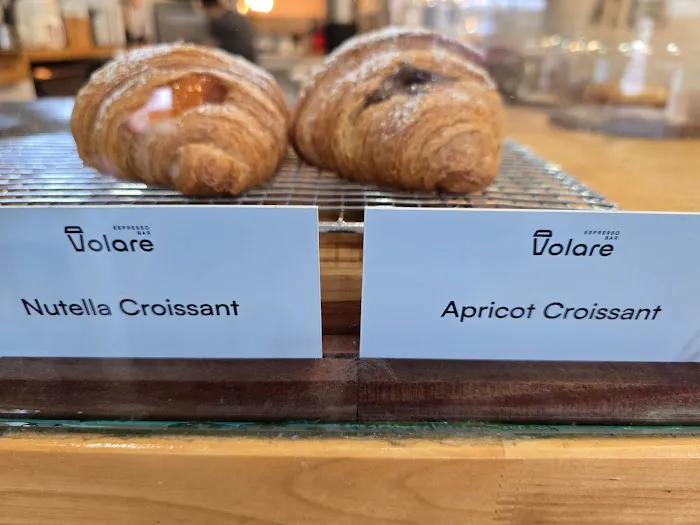 ESPRESSO
BAR
Volare
Nutella Croissant
ESPRESSO
BAR
Volare
Apricot Croissant